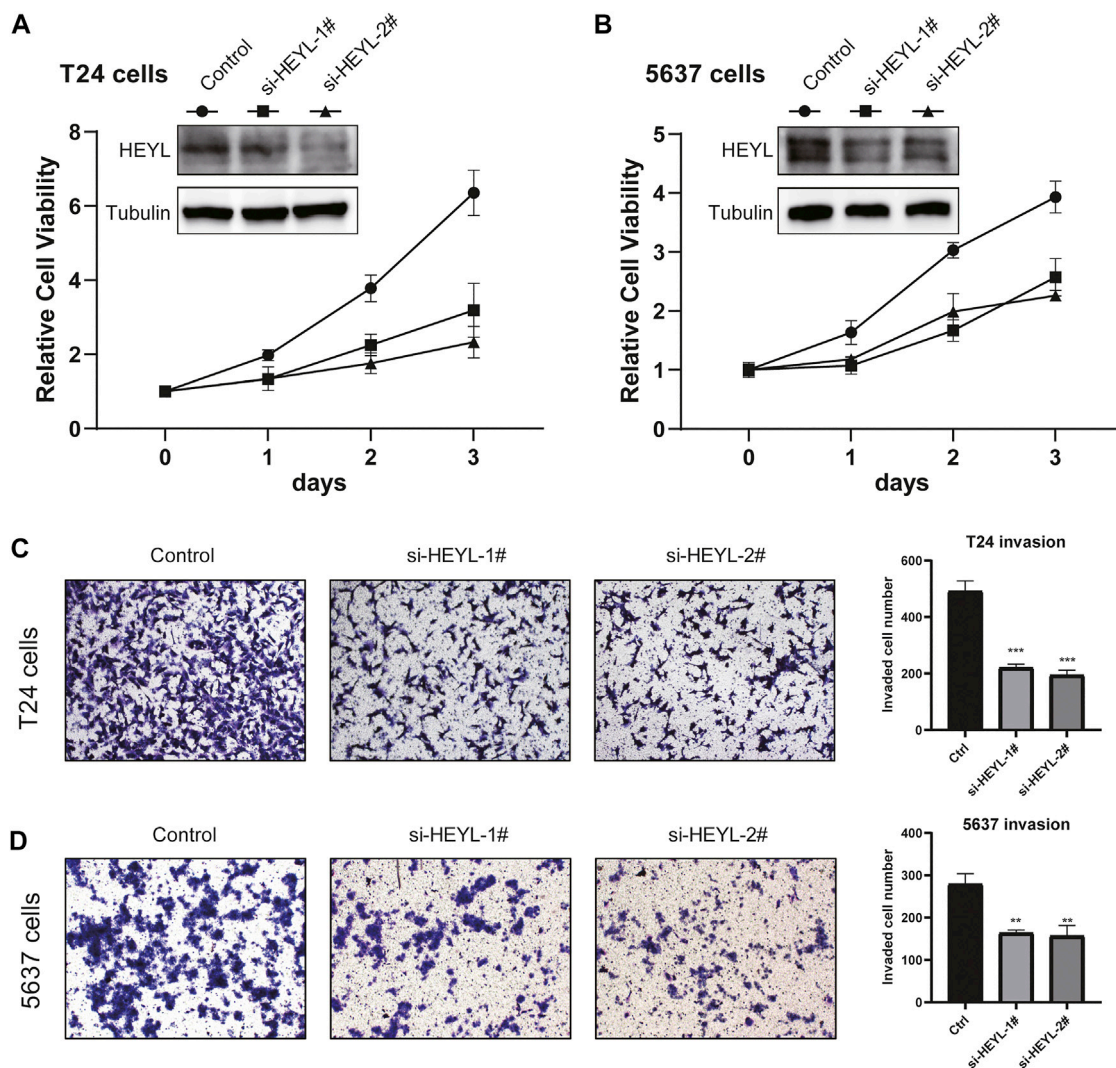 A
T24 cells
Control
si-HEYL-1#
si-HEYL-2#
HEYL
Tubulin
Relative Cell Viability
8
6
4
2
0
0 1 2 3
days
B
5637 cells
Control
si-HEYL-1#
si-HEYL-2#
HEYL
Tubulin
Relative Cell Viability
5
4
3
2
1
0
0 1 2 3
days
C
Control
si-HEYL-1#
si-HEYL-2#
T24 cells
T24 invasion
Invaded cell number
600
400
200
0
***
***
Ctrl
si-HEYL-1#
si-HEYL-2#
D
Control
si-HEYL-1#
si-HEYL-2#
5637 cells
5637 invasion
Invaded cell number
400
300
200
100
0
**
**
Ctrl
si-HEYL-1#
si-HEYL-2#